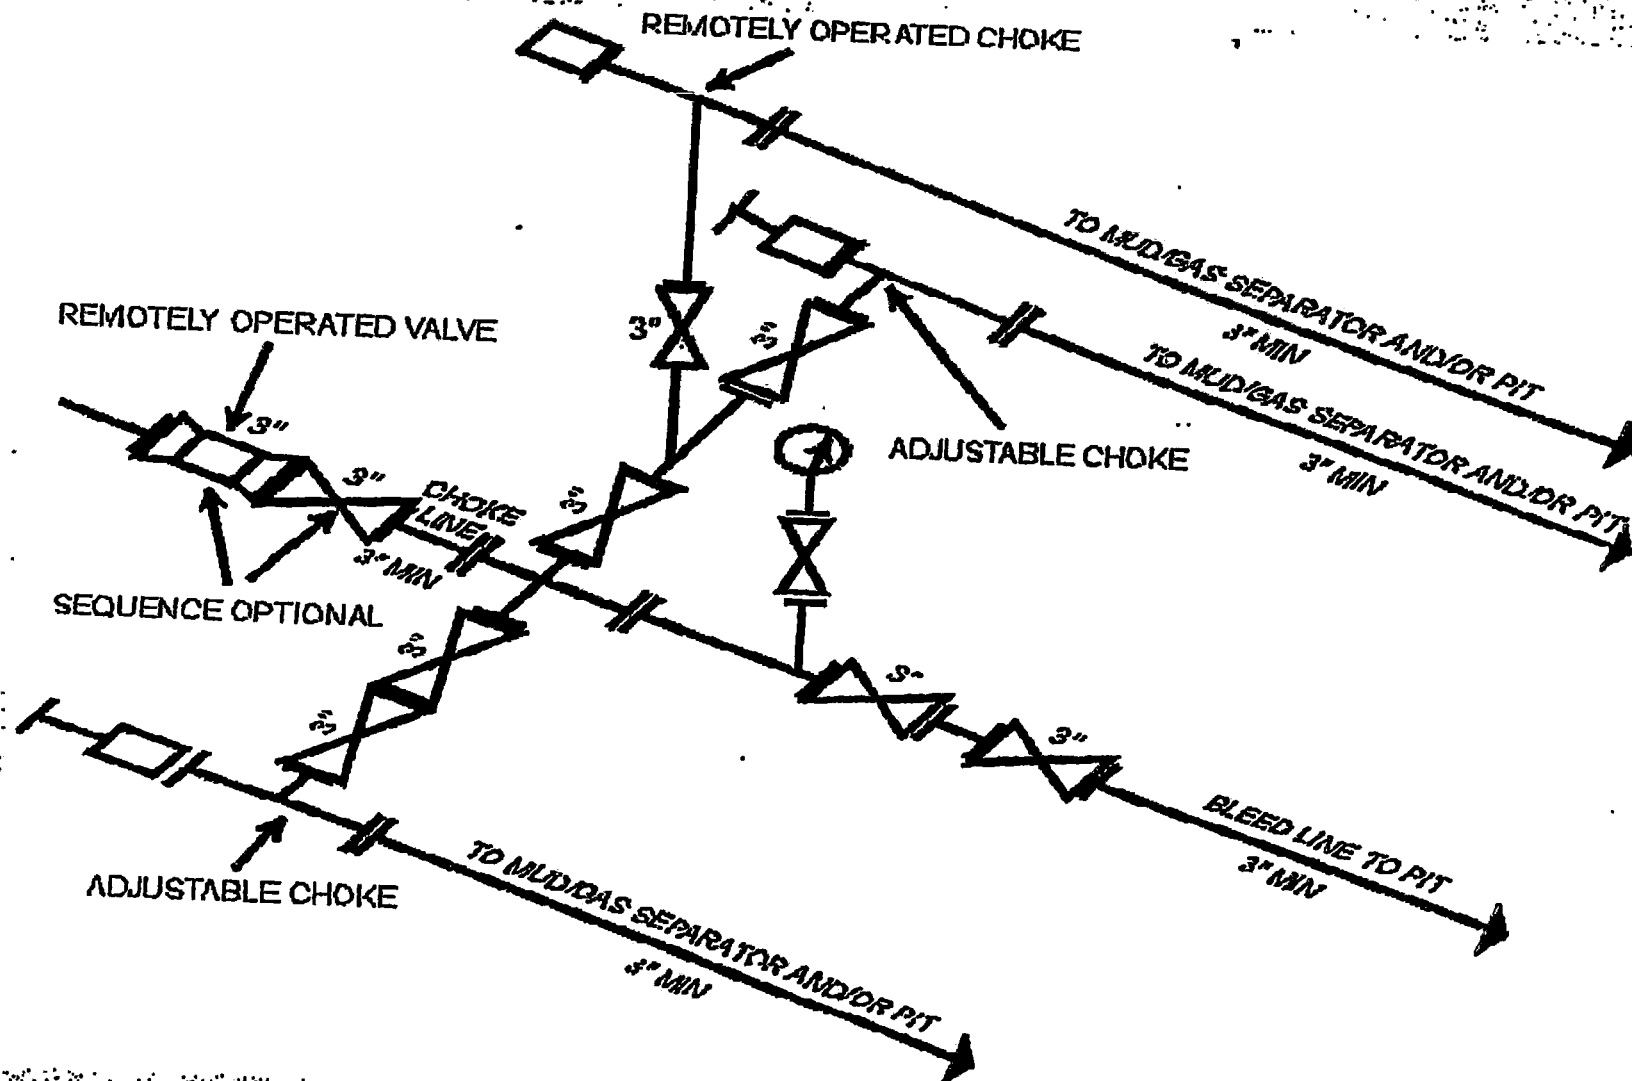 REMOTELY OPERATED CHOKE
TO MUD/GAS SEPARATOR AND/OR PIT
3" MIN
REMOTELY OPERATED VALVE
3"
3"
TO MUD/GAS SEPARATOR AND/OR PIT
3" MIN
ADJUSTABLE CHOKE
3"
3"
CHOKE
LINE
3" MIN
3"
SEQUENCE OPTIONAL
3"
3"
3"
3"
BLEED LINE TO PIT
3" MIN
ADJUSTABLE CHOKE
TO MUD/GAS SEPARATOR AND/OR PIT
3" MIN